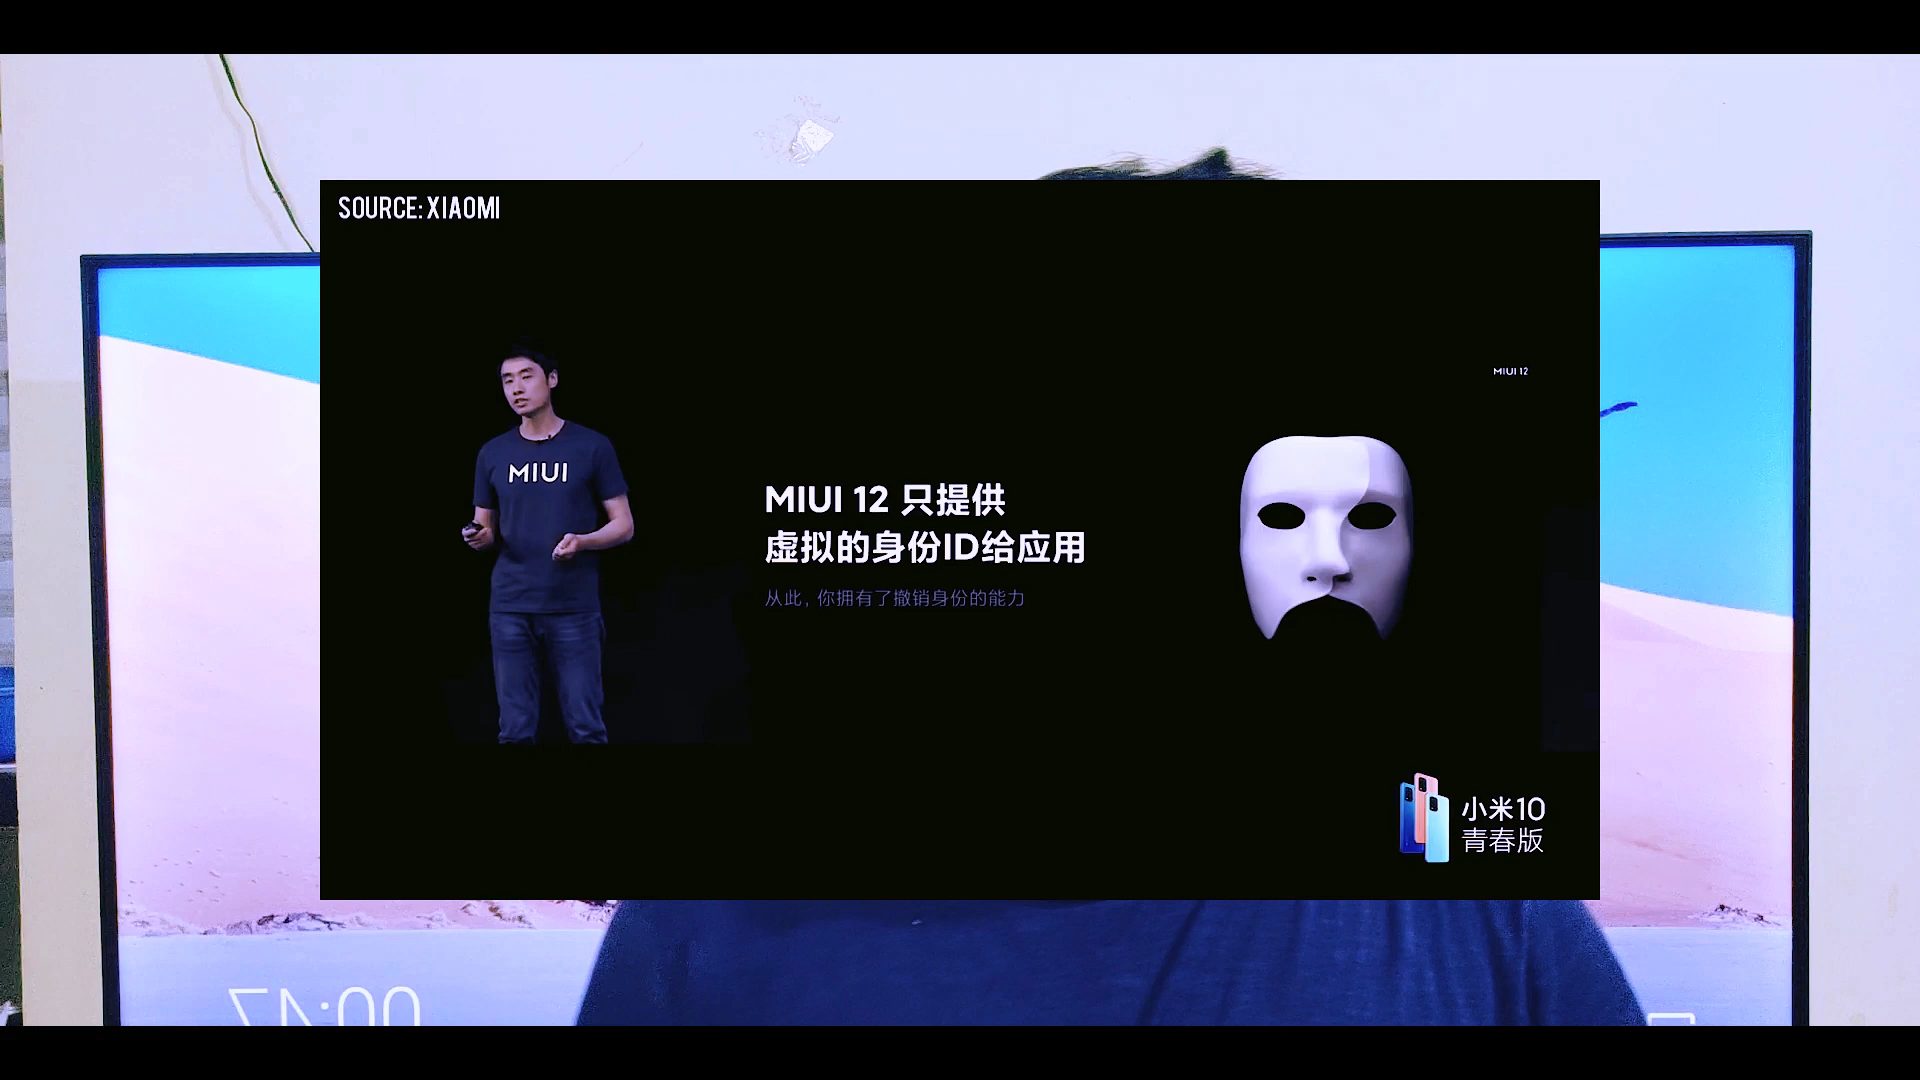 SOURCE: XIAOMI
MIUI 12
MIUI
MIUI 12 只提供
虚拟的身份ID给应用
从此，你拥有了撤销身份的能力
小米10
青春版
00:47